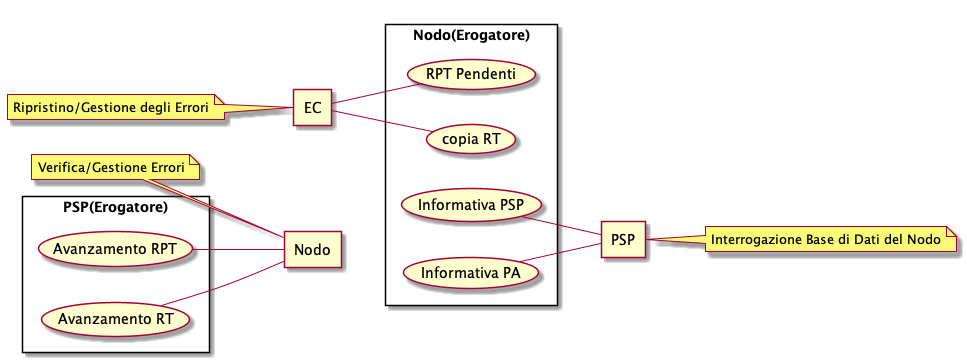 Nodo(Erogatore)
RPT Pendenti
Ripristino/Gestione degli Errori
EC
copia RT
Verifica/Gestione Errori
PSP(Erogatore)
Informativa PSP
Avanzamento RPT
Nodo
PSP
Interrogazione Base di Dati del Nodo
Informativa PA
Avanzamento RT